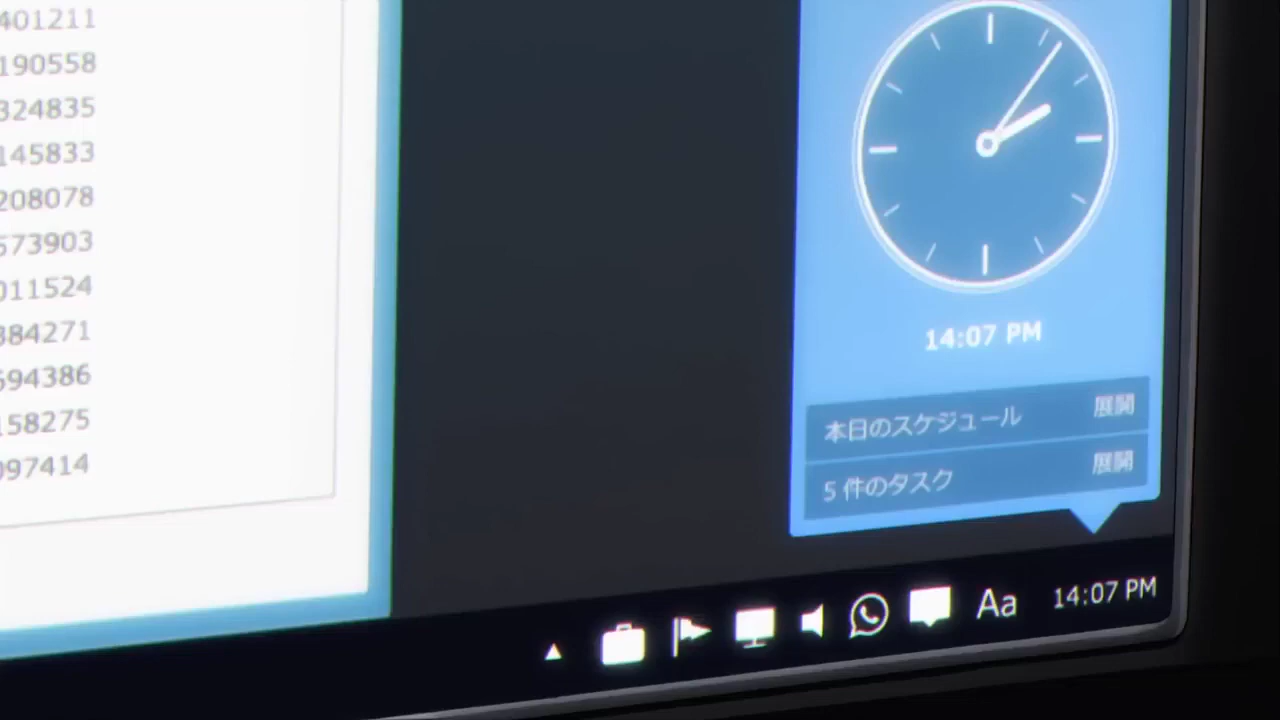 401211
190558
324835
145833
208078
573903
011524
384271
594386
158275
097414
14:07 PM
本日のスケジュール 展開
5 件のタスク 展開
Aa 14:07 PM